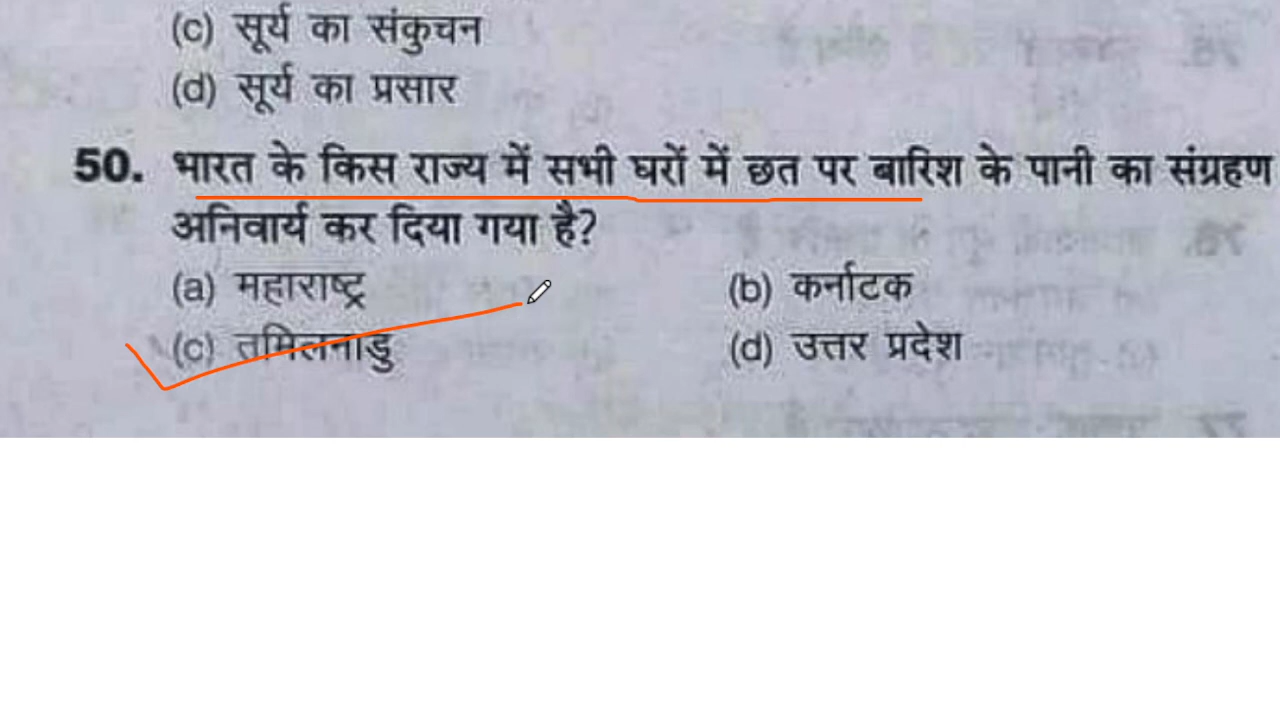 (c) सूर्य का संकुचन
(d) सूर्य का प्रसार
50. भारत के किस राज्य में सभी घरों में छत पर बारिश के पानी का संग्रहण
अनिवार्य कर दिया गया है?
(a) महाराष्ट्र (b) कर्नाटक
(c) तमिलनाडु (d) उत्तर प्रदेश